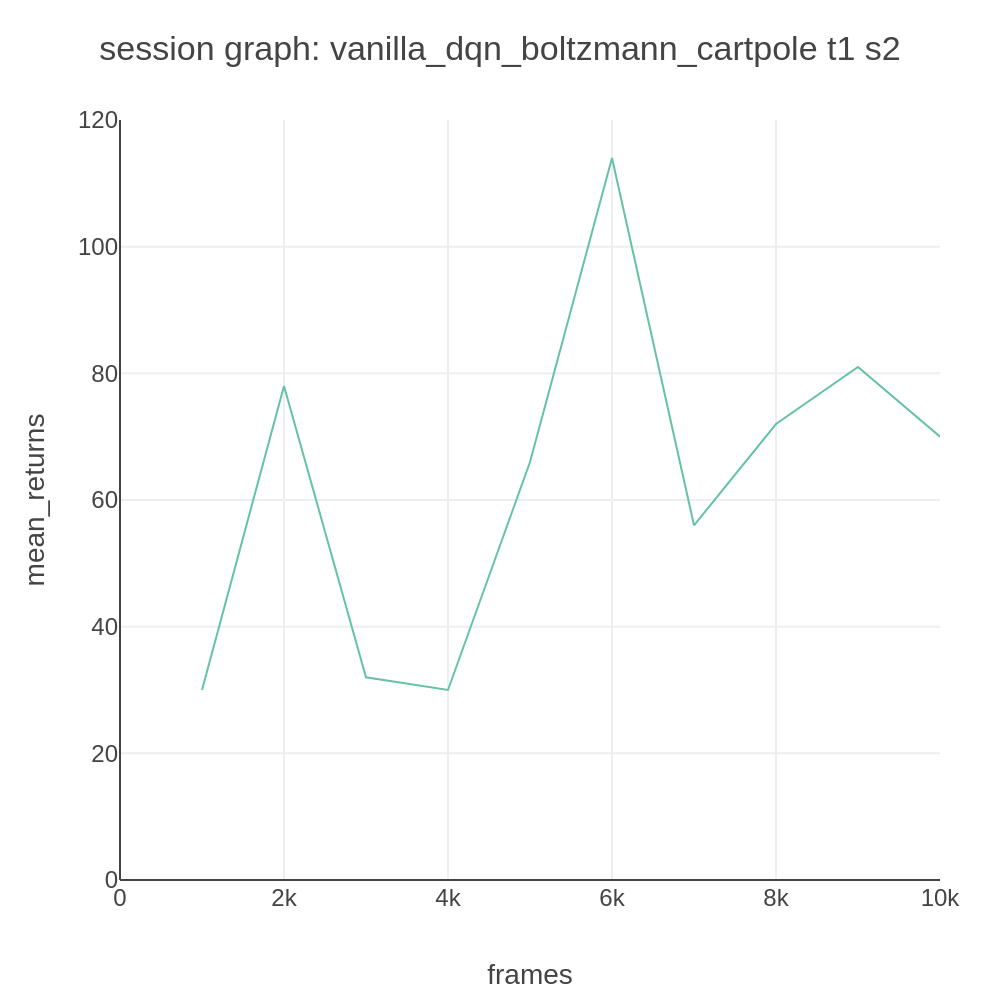 session graph: vanilla_dqn_boltzmann_cartpole t1 s2
120
100
80
60
40
20
0
mean_returns
0 2k 4k 6k 8k 10k
frames